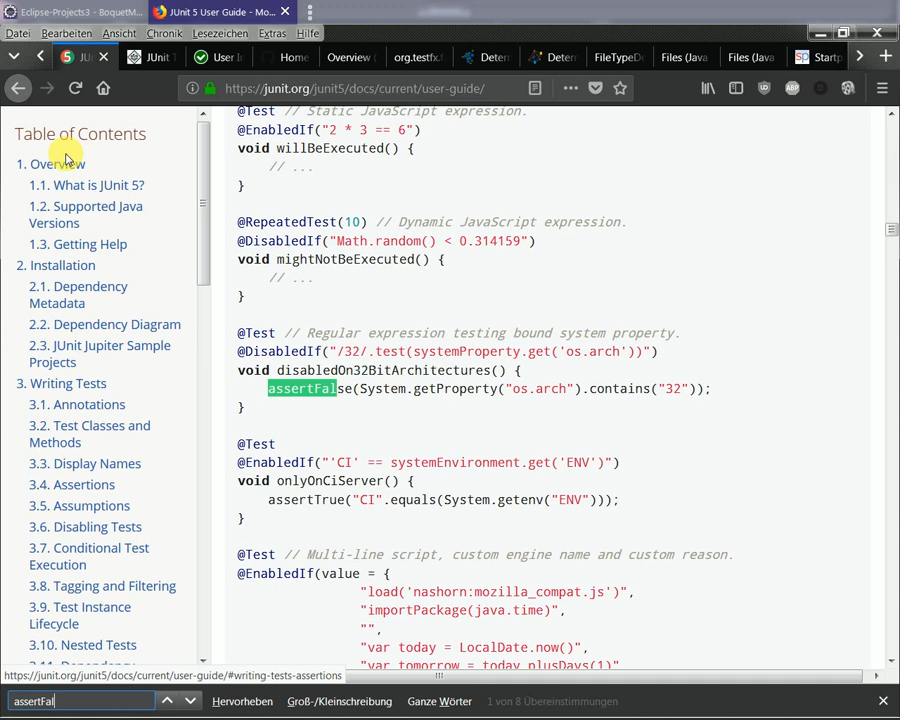 Eclipse-Projects3 - BoquetM...
JUnit 5 User Guide - Mo...
Datei Bearbeiten Ansicht Chronik Lesezeichen Extras Hilfe
JU
JUnit T
User In
Home
Overview (
org.testfx.
Determ
Determ
FileTypeDe
Files (Java
Files (Java
Startp
https://junit.org/junit5/docs/current/user-guide/
Table of Contents
1. Overview
1.1. What is JUnit 5?
1.2. Supported Java
Versions
1.3. Getting Help
2. Installation
2.1. Dependency
Metadata
2.2. Dependency Diagram
2.3. JUnit Jupiter Sample
Projects
3. Writing Tests
3.1. Annotations
3.2. Test Classes and
Methods
3.3. Display Names
3.4. Assertions
3.5. Assumptions
3.6. Disabling Tests
3.7. Conditional Test
Execution
3.8. Tagging and Filtering
3.9. Test Instance
Lifecycle
3.10. Nested Tests
@Test // Static JavaScript expression.
@EnabledIf("2 * 3 == 6")
void willBeExecuted() {
// ...
}
@RepeatedTest(10) // Dynamic JavaScript expression.
@DisabledIf("Math.random() < 0.314159")
void mightNotBeExecuted() {
// ...
}
@Test // Regular expression testing bound system property.
@DisabledIf("/32/.test(systemProperty.get('os.arch'))")
void disabledOn32BitArchitectures() {
assertFalse(System.getProperty("os.arch").contains("32"));
}
@Test
@EnabledIf("'CI' == systemEnvironment.get('ENV')")
void onlyOnCiServer() {
assertTrue("CI".equals(System.getenv("ENV")));
}
@Test // Multi-line script, custom engine name and custom reason.
@EnabledIf(value = {
"load('nashorn:mozilla_compat.js')",
"importPackage(java.time)",
"",
"var today = LocalDate.now()",
"var tomorrow = today.plusDays(1)"
https://junit.org/junit5/docs/current/user-guide/#writing-tests-assertions
assertFal
Hervorheben Groß-/Kleinschreibung Ganze Wörter 1 von 8 Übereinstimmungen